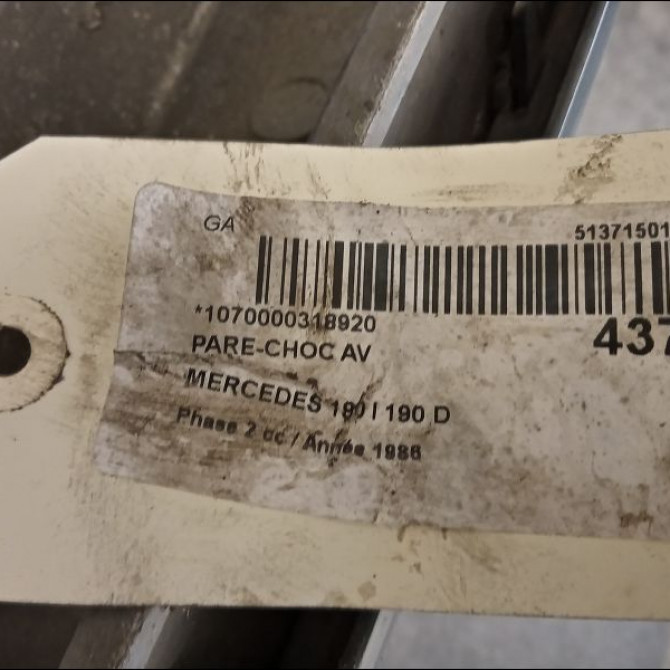 GA
51371501
*1070000318920
437
PARE-CHOC AV
MERCEDES 190 I 190 D
Phase 2 cc / Année 1986